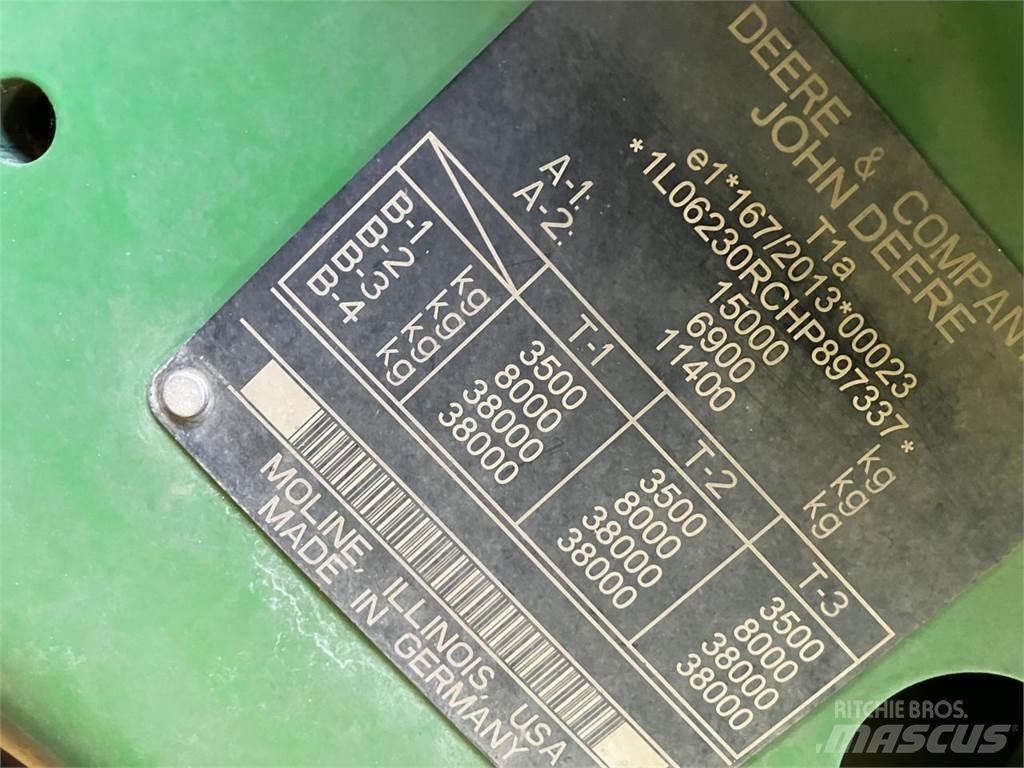 DEERE & COMPANY
JOHN DEERE
T1a
e1*167/2013*00023
*1L06230RCHP897337*
15000 kg
A-1: 6900 kg
A-2: 11400 kg
T-1 T-2 T-3
B-1 kg 3500 3500 3500
B-2 kg 8000 8000 8000
B-3 kg 38000 38000 38000
B-4 kg 38000 38000 38000
MOLINE, ILLINOIS, USA
MADE IN GERMANY
RITCHIE BROS.
MASCUS